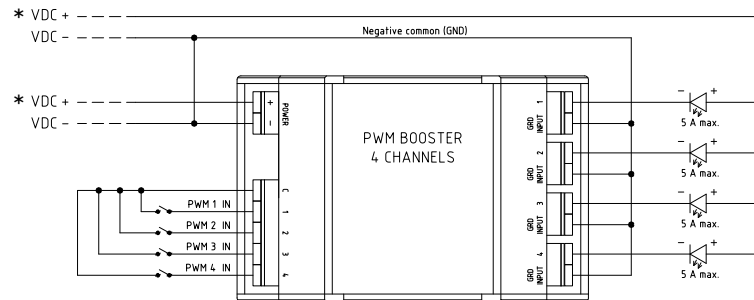 * VDC +
VDC -
Negative common (GND)
* VDC +
VDC -
+
-
POWER
PWM BOOSTER
4 CHANNELS
C
1
2
3
4
PWM 1 IN
PWM 2 IN
PWM 3 IN
PWM 4 IN
1
GRD
INPUT
- +
5 A max.
2
GRD
INPUT
- +
5 A max.
3
GRD
INPUT
- +
5 A max.
4
GRD
INPUT
- +
5 A max.